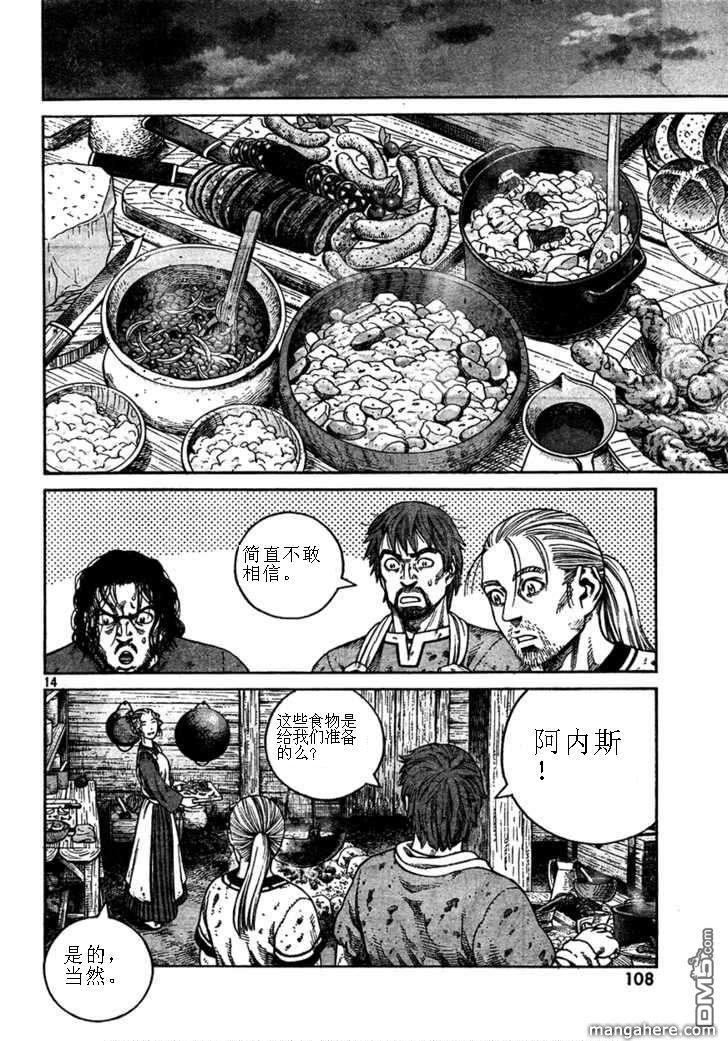 简直不敢
相信。
14
阿内斯
!
这些食物是
给我们准备
的么?
是的,
当然。
108
DM5.com
www.mangahere.com